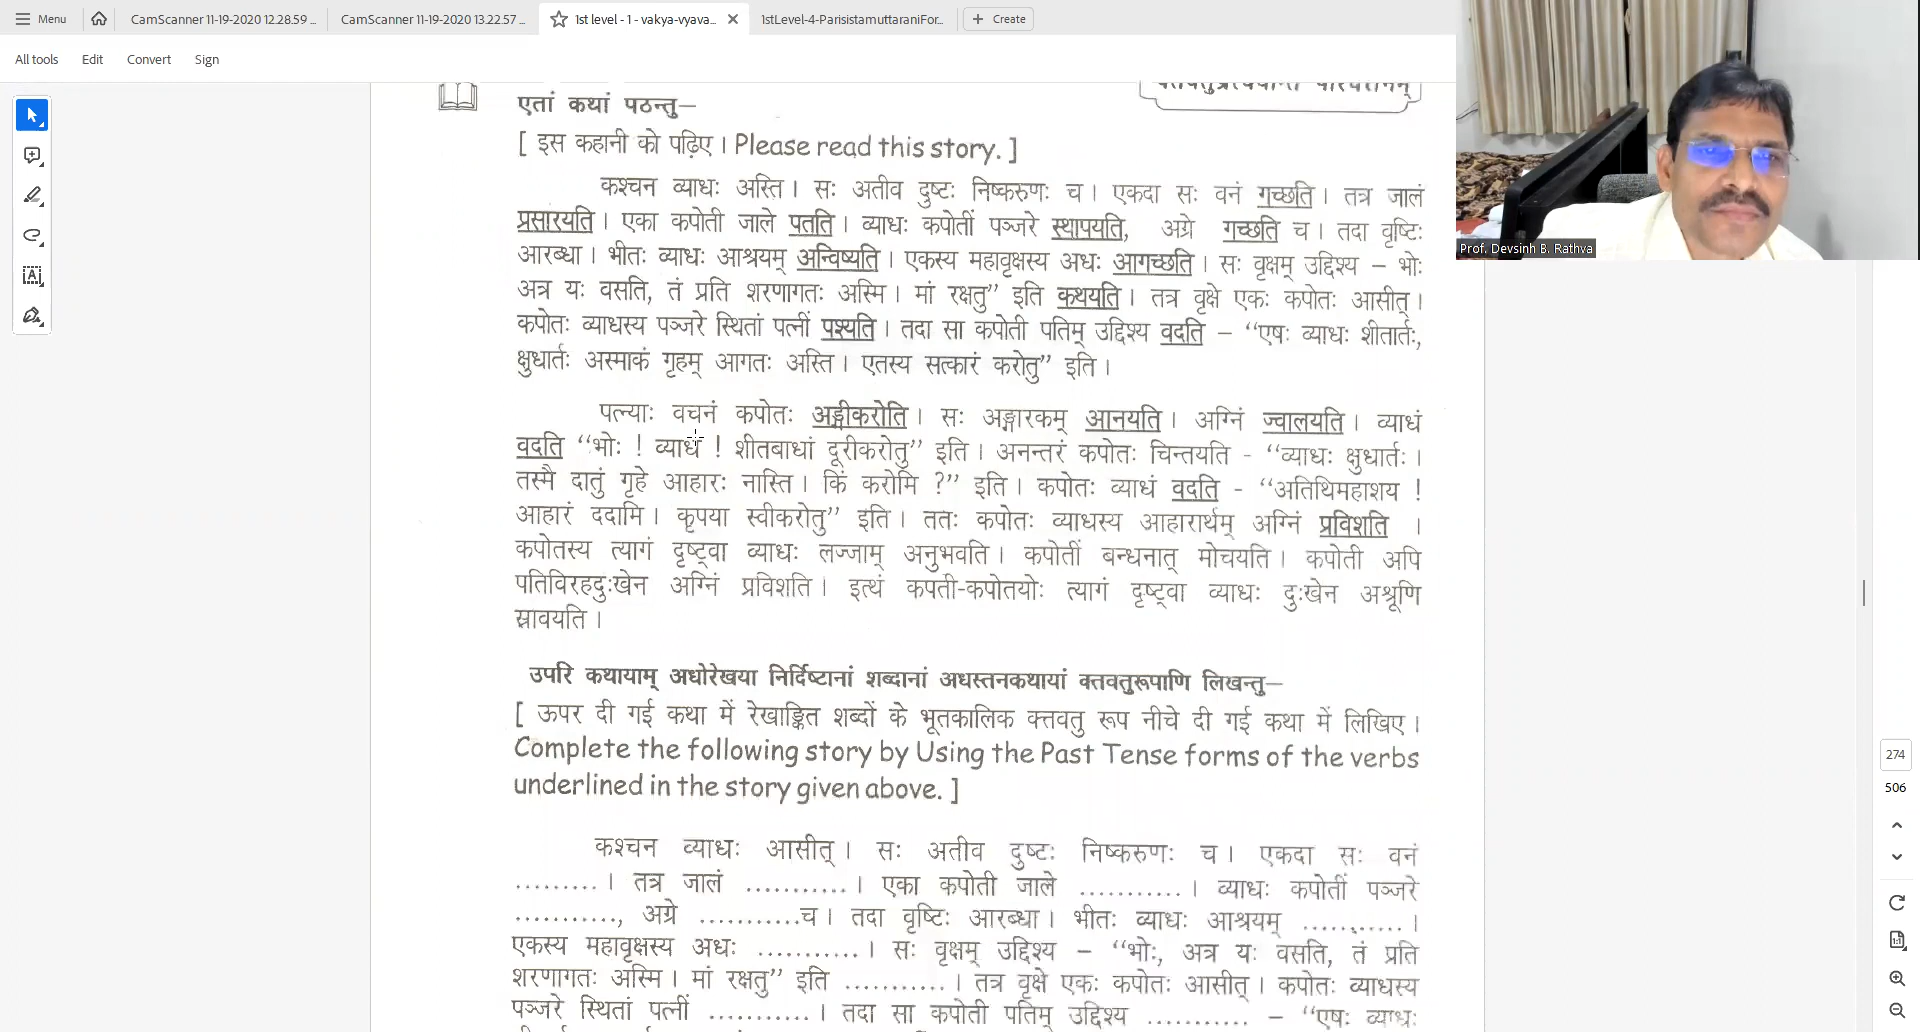 Menu
CamScanner 11-19-2020 12.28.59 ...
CamScanner 11-19-2020 13.22.57 ...
1st level - 1 - vakya-vyava...
1stLevel-4-ParisistamuttaraniFor...
+ Create
All tools Edit Convert Sign
Prof. Devsinh B. Rathva
एतां कथां पठन्तु–
[ इस कहानी को पढ़िए । Please read this story. ]
कश्चन व्याधः अस्ति । सः अतीव दुष्टः निष्करुणः च । एकदा सः वनं गच्छति । तत्र जालं
प्रसारयति । एका कपोती जाले पतति । व्याधः कपोतीं पञ्जरे स्थापयति, अग्रे गच्छति च । तदा वृष्टिः
आरब्धा । भीतः व्याधः आश्रयम् अन्विष्यति । एकस्य महावृक्षस्य अधः आगच्छति । सः वृक्षम् उद्दिश्य – भोः
अत्र यः वसति, तं प्रति शरणागतः अस्मि । मां रक्षतु” इति कथयति । तत्र वृक्षे एकः कपोतः आसीत् ।
कपोतः व्याधस्य पञ्जरे स्थितां पत्नीं पश्यति । तदा सा कपोती पतिम् उद्दिश्य वदति – “एषः व्याधः शीतार्तः,
क्षुधार्तः अस्माकं गृहम् आगतः अस्ति । एतस्य सत्कारं करोतु” इति ।
पत्न्याः वचनं कपोतः अङ्गीकरोति । सः अङ्गारकम् आनयति । अग्निं ज्वालयति । व्याधं
वदति “भोः ! व्याध ! शीतबाधां दूरीकरोतु” इति । अनन्तरं कपोतः चिन्तयति - “व्याधः क्षुधार्तः ।
तस्मै दातुं गृहे आहारः नास्ति । किं करोमि ?” इति । कपोतः व्याधं वदति - “अतिथिमहाशय !
आहारं ददामि । कृपया स्वीकरोतु” इति । ततः कपोतः व्याधस्य आहारार्थम् अग्निं प्रविशति ।
कपोतस्य त्यागं दृष्ट्वा व्याधः लज्जाम् अनुभवति । कपोतीं बन्धनात् मोचयति । कपोती अपि
पतिविरहदुःखेन अग्निं प्रविशति । इत्थं कपती-कपोतयोः त्यागं दृष्ट्वा व्याधः दुःखेन अश्रूणि
स्रावयति ।
उपरि कथायाम् अधोरेखया निर्दिष्टानां शब्दानां अधस्तनकथायां क्तवतुरूपाणि लिखन्तु–
[ ऊपर दी गई कथा में रेखाङ्कित शब्दों के भूतकालिक क्तवतु रूप नीचे दी गई कथा में लिखिए ।
Complete the following story by Using the Past Tense forms of the verbs
underlined in the story given above. ]
कश्चन व्याधः आसीत् । सः अतीव दुष्टः निष्करुणः च । एकदा सः वनं
......... । तत्र जालं ........... । एका कपोती जाले ........... । व्याधः कपोतीं पञ्जरे
..........., अग्रे ...........च । तदा वृष्टिः आरब्धा । भीतः व्याधः आश्रयम् ........... ।
एकस्य महावृक्षस्य अधः ........... । सः वृक्षम् उद्दिश्य – “भोः, अत्र यः वसति, तं प्रति
शरणागतः अस्मि । मां रक्षतु” इति ........... । तत्र वृक्षे एकः कपोतः आसीत् । कपोतः व्याधस्य
पञ्जरे स्थितां पत्नीं ........... । तदा सा कपोती पतिम् उद्दिश्य ........... – “एषः व्याधः
274
506